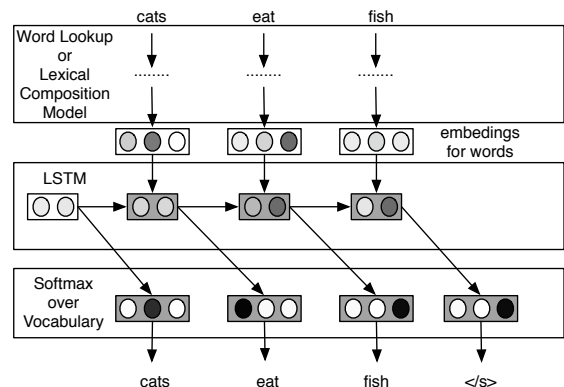 cats eat fish
Word Lookup
or
Lexical
Composition
Model
embedings
for words
LSTM
Softmax
over
Vocabulary
cats eat fish </s>